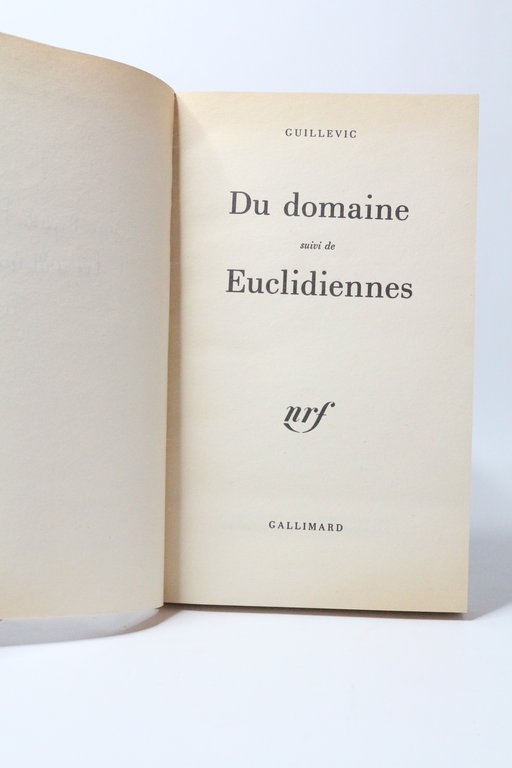 GUILLEVIC
Du domaine
suivi de
Euclidiennes
nrf
GALLIMARD